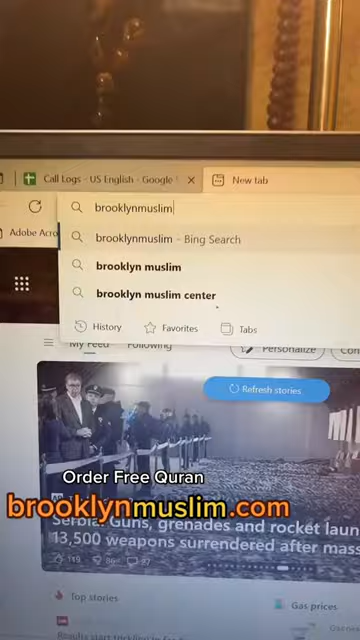 Call Logs - US English - Google
New tab
brooklynmuslim
Adobe Acro
brooklynmuslim - Bing Search
brooklyn muslim
brooklyn muslim center
History
Favorites
Tabs
My Feed
Following
Personalize
Refresh stories
Order Free Quran
brooklynmuslim.com
Serbia: Guns, grenades and rocket laun
13,500 weapons surrendered after mass
119
27
Top stories
Gas prices